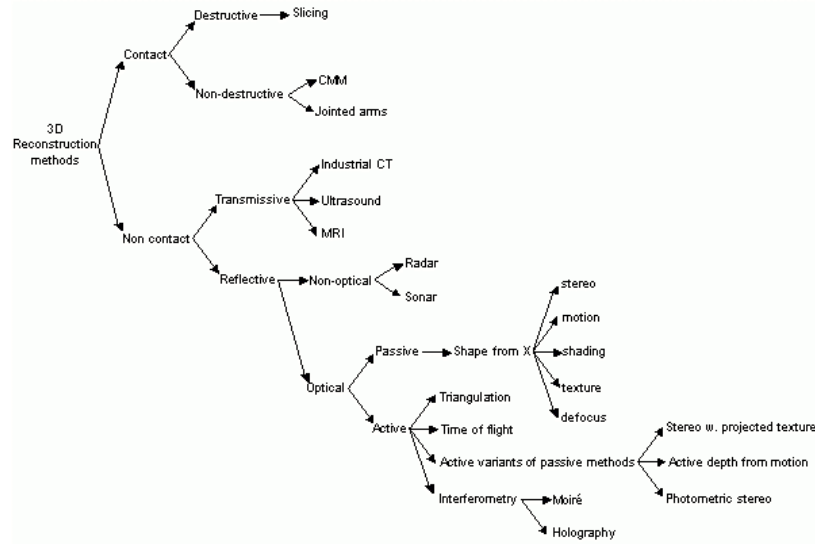 3D
Reconstruction
methods
Contact
Destructive
Slicing
Non-destructive
CMM
Jointed arms
Non contact
Transmissive
Industrial CT
Ultrasound
MRI
Reflective
Non-optical
Radar
Sonar
Optical
Passive
Shape from X
stereo
motion
shading
texture
defocus
Active
Triangulation
Time of flight
Active variants of passive methods
Stereo w. projected texture
Active depth from motion
Photometric stereo
Interferometry
Moiré
Holography